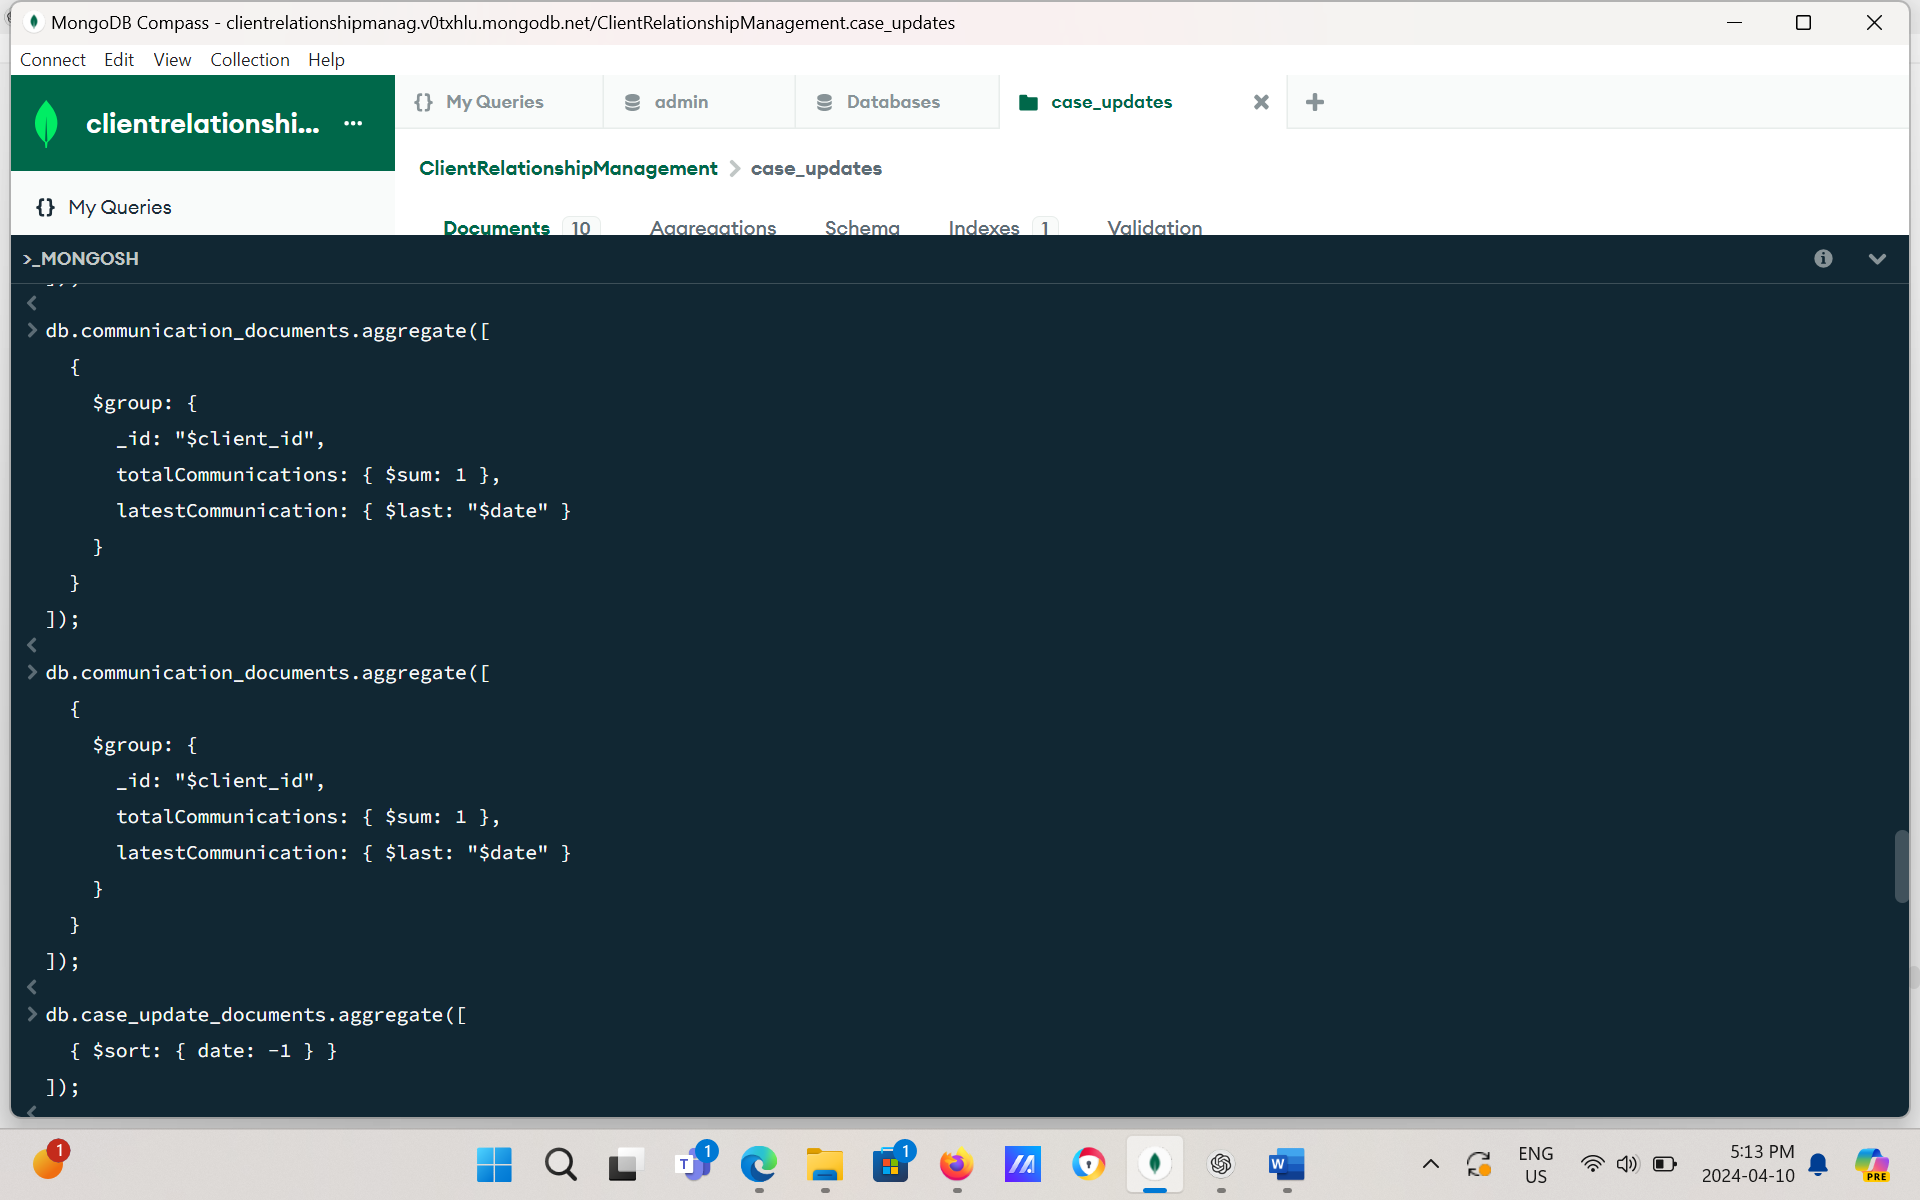 MongoDB Compass - clientrelationshipmanag.v0txhlu.mongodb.net/ClientRelationshipManagement.case_updates
Connect Edit View Collection Help
clientrelationshi... ...
{} My Queries
admin
Databases
case_updates
ClientRelationshipManagement > case_updates
{} My Queries
Documents 10 Aggregations Schema Indexes 1 Validation
>_MONGOSH
]);
<
> db.communication_documents.aggregate([
{
$group: {
_id: "$client_id",
totalCommunications: { $sum: 1 },
latestCommunication: { $last: "$date" }
}
}
]);
<
> db.communication_documents.aggregate([
{
$group: {
_id: "$client_id",
totalCommunications: { $sum: 1 },
latestCommunication: { $last: "$date" }
}
}
]);
<
> db.case_update_documents.aggregate([
{ $sort: { date: -1 } }
]);
<
1
T 1
1
W
ENG
US
5:13 PM
2024-04-10
PRE